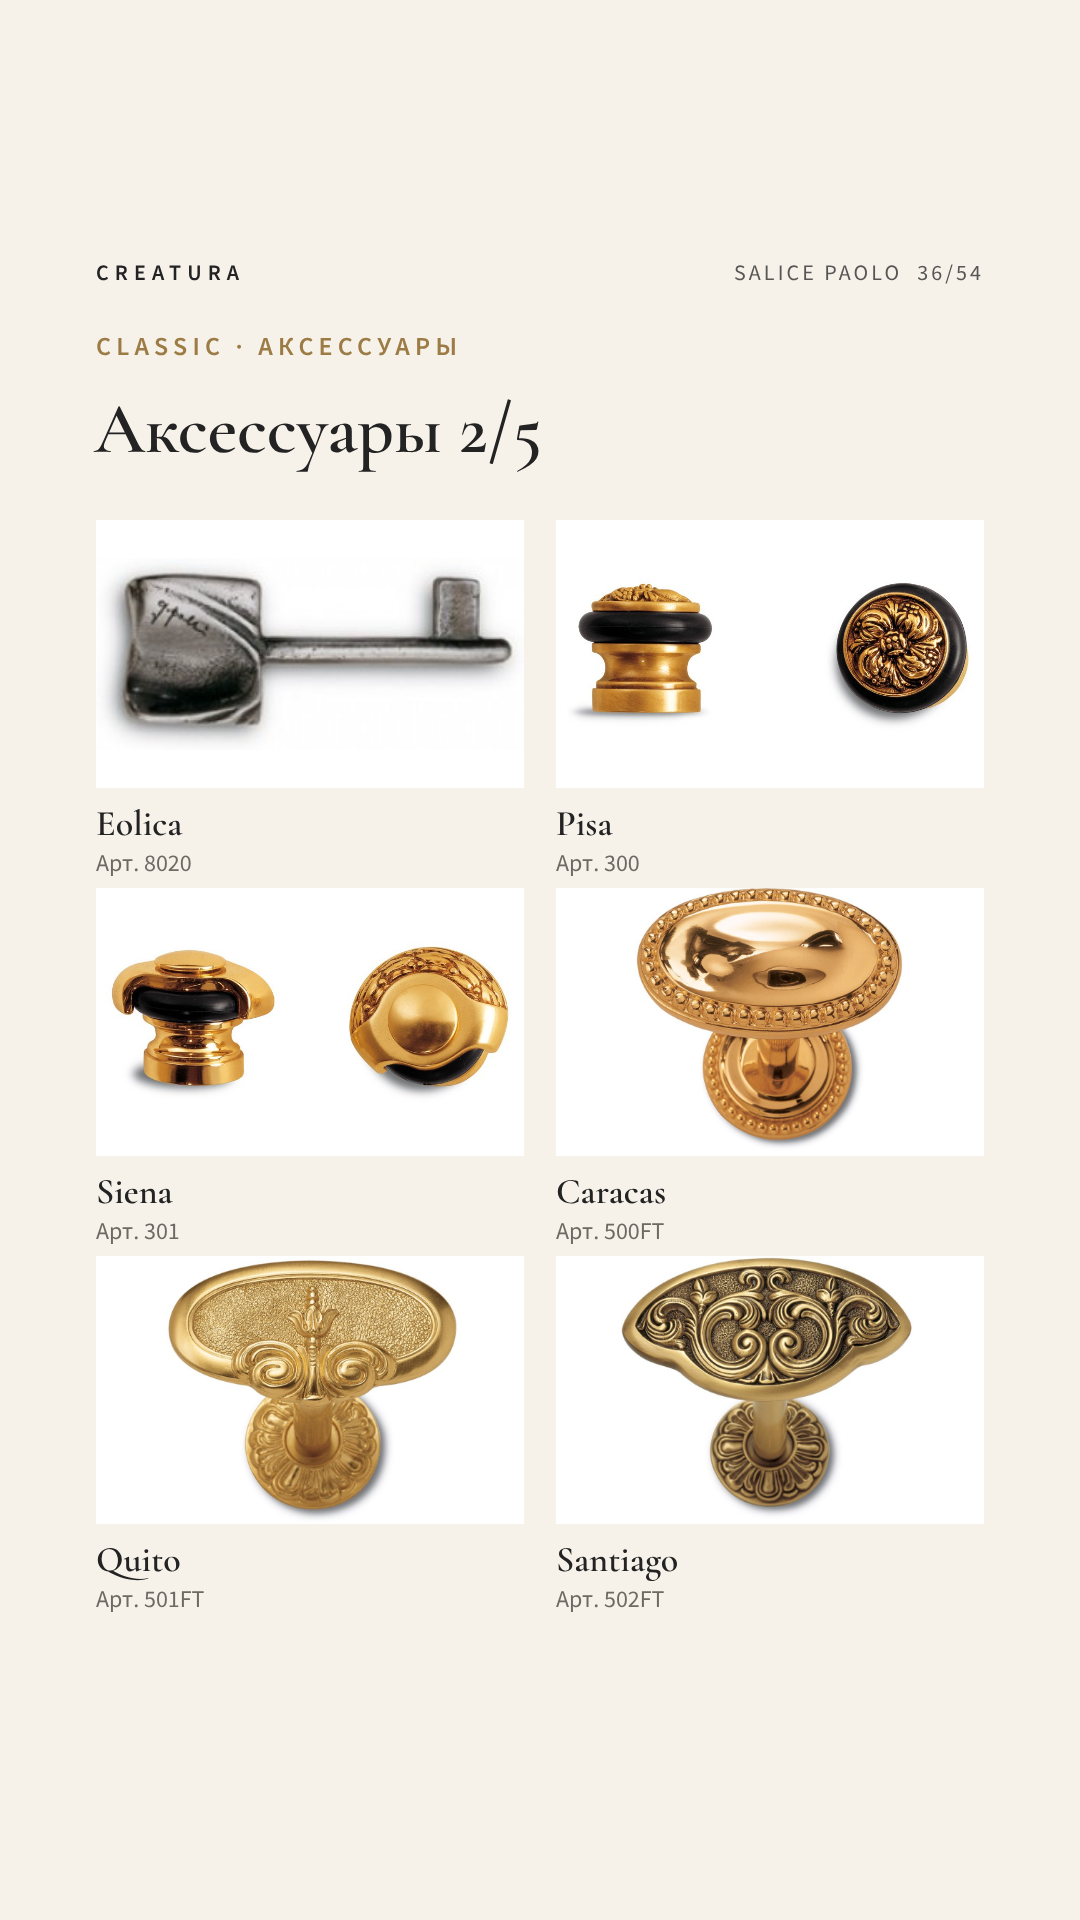 CREATURA
SALICE PAOLO 36/54
CLASSIC · АКСЕССУАРЫ
Аксессуары 2/5
Eolica
Арт. 8020
Pisa
Арт. 300
Siena
Арт. 301
Caracas
Арт. 500FT
Quito
Арт. 501FT
Santiago
Арт. 502FT